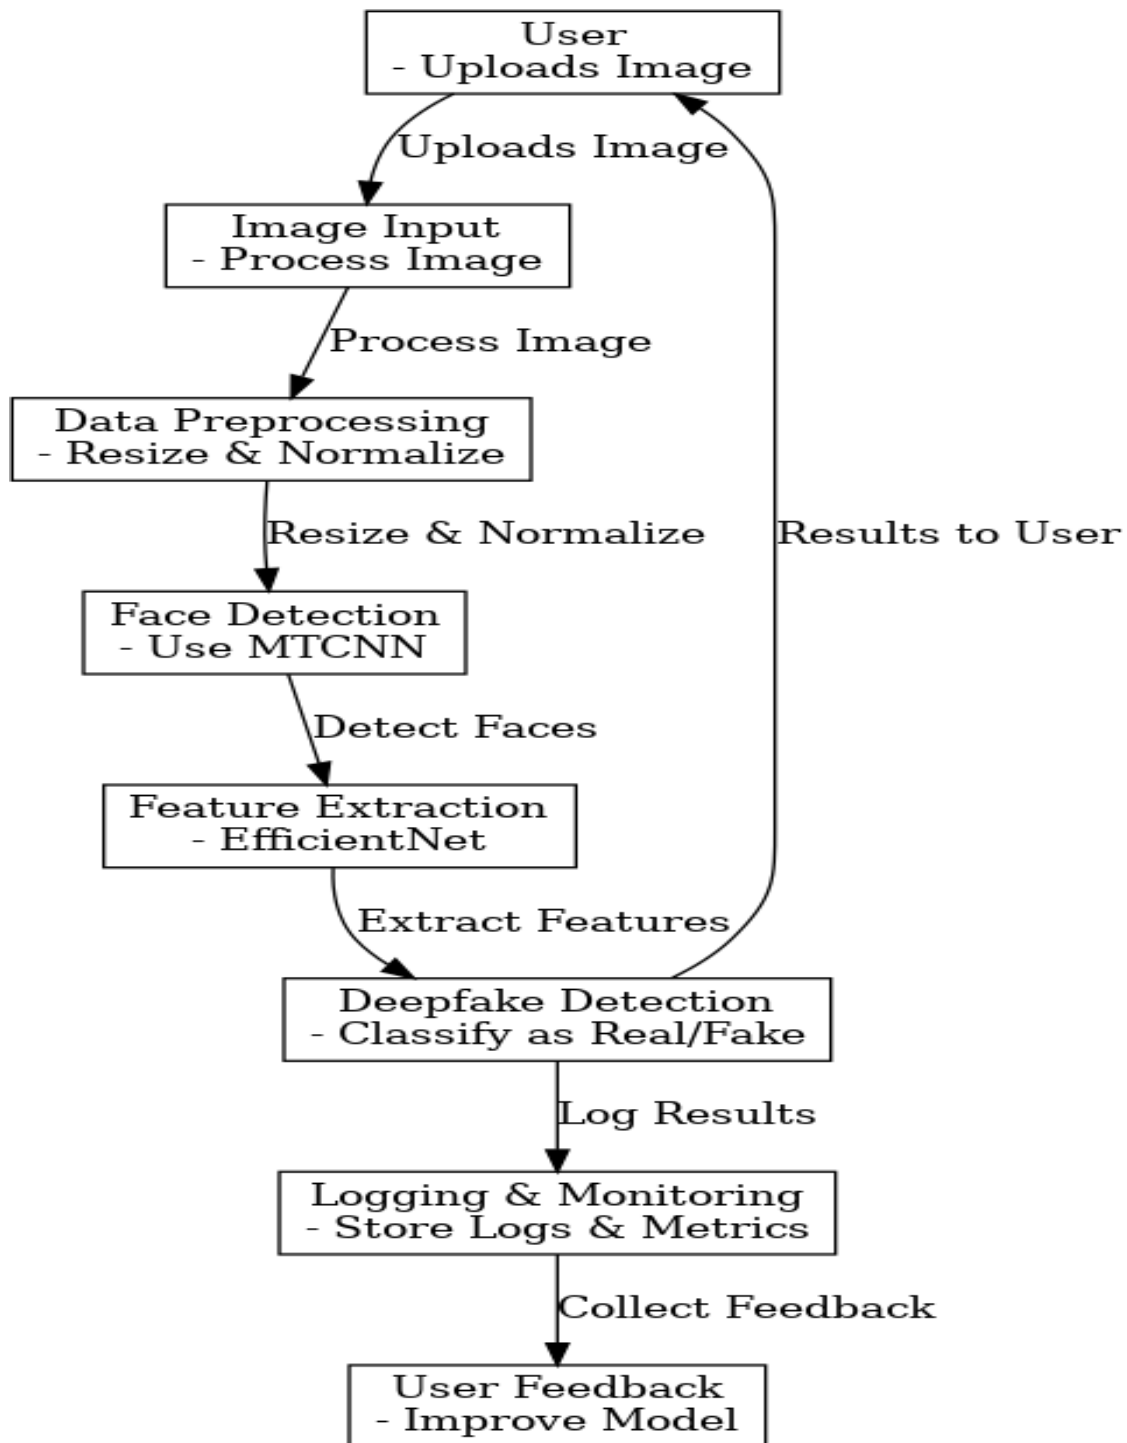 User
- Uploads Image
Uploads Image
Image Input
- Process Image
Process Image
Data Preprocessing
- Resize & Normalize
Resize & Normalize
Results to User
Face Detection
- Use MTCNN
Detect Faces
Feature Extraction
- EfficientNet
Extract Features
Deepfake Detection
- Classify as Real/Fake
Log Results
Logging & Monitoring
- Store Logs & Metrics
Collect Feedback
User Feedback
- Improve Model